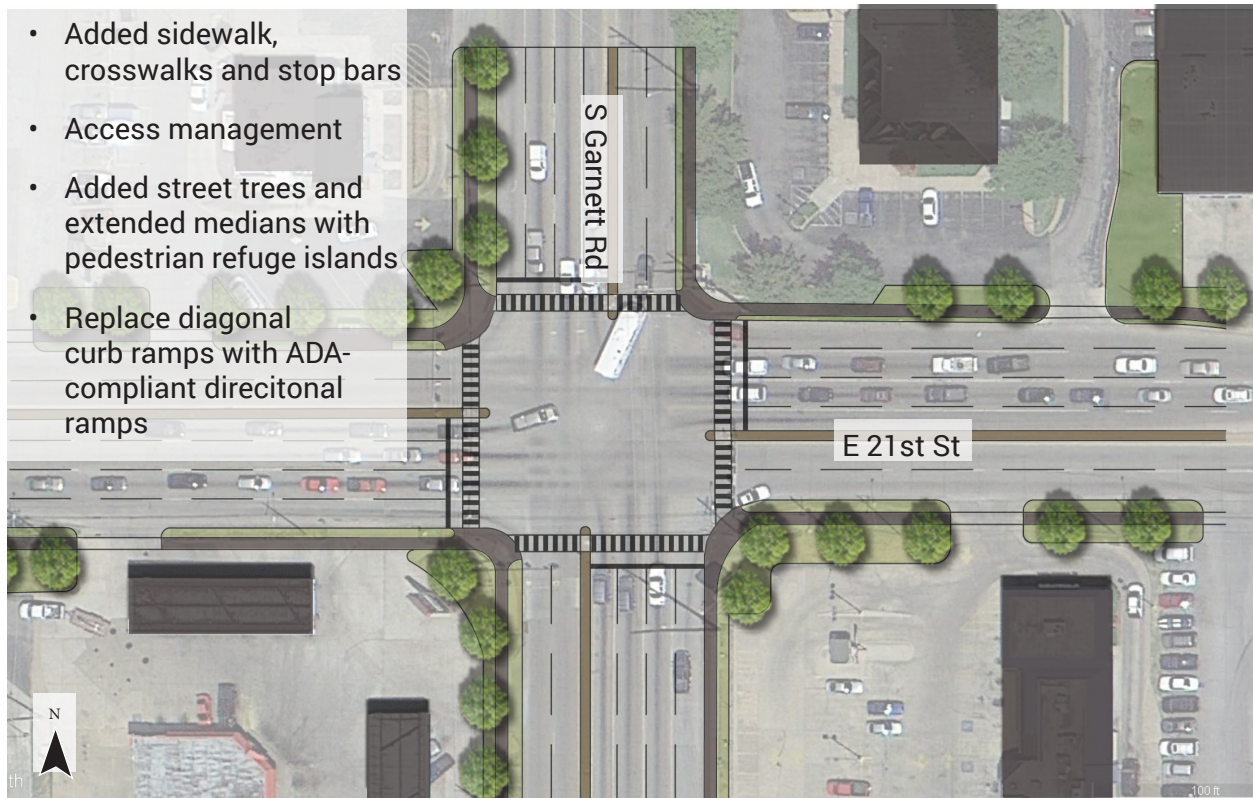 • Added sidewalk,
crosswalks and stop bars
• Access management
• Added street trees and
extended medians with
pedestrian refuge islands
• Replace diagonal
curb ramps with ADA-
compliant direcitonal
ramps
S Garnett Rd
E 21st St
N
th
100 ft